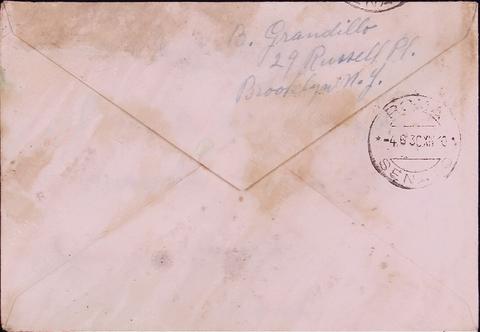 B. Grandillo
29 Russell Pl.
Brooklyn N.Y.
ROMA
SENATO